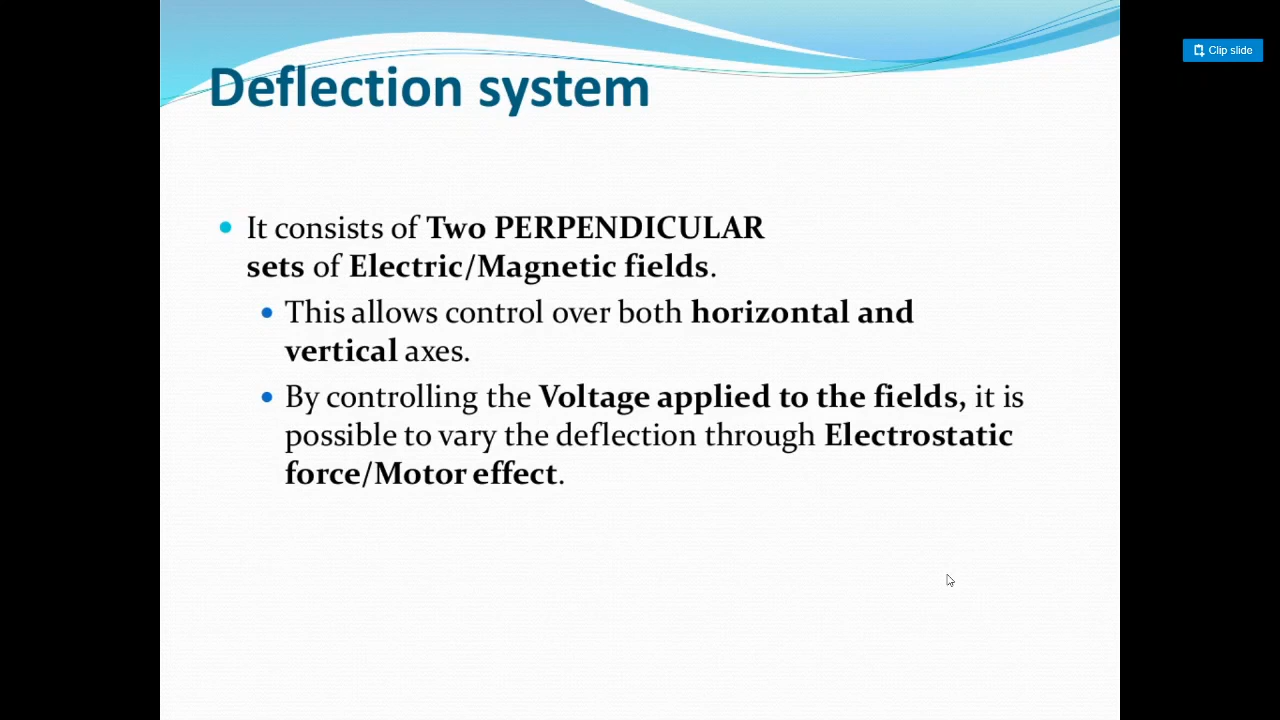 Clip slide
Deflection system
It consists of Two PERPENDICULAR
sets of Electric/Magnetic fields.
This allows control over both horizontal and
vertical axes.
By controlling the Voltage applied to the fields, it is
possible to vary the deflection through Electrostatic
force/Motor effect.